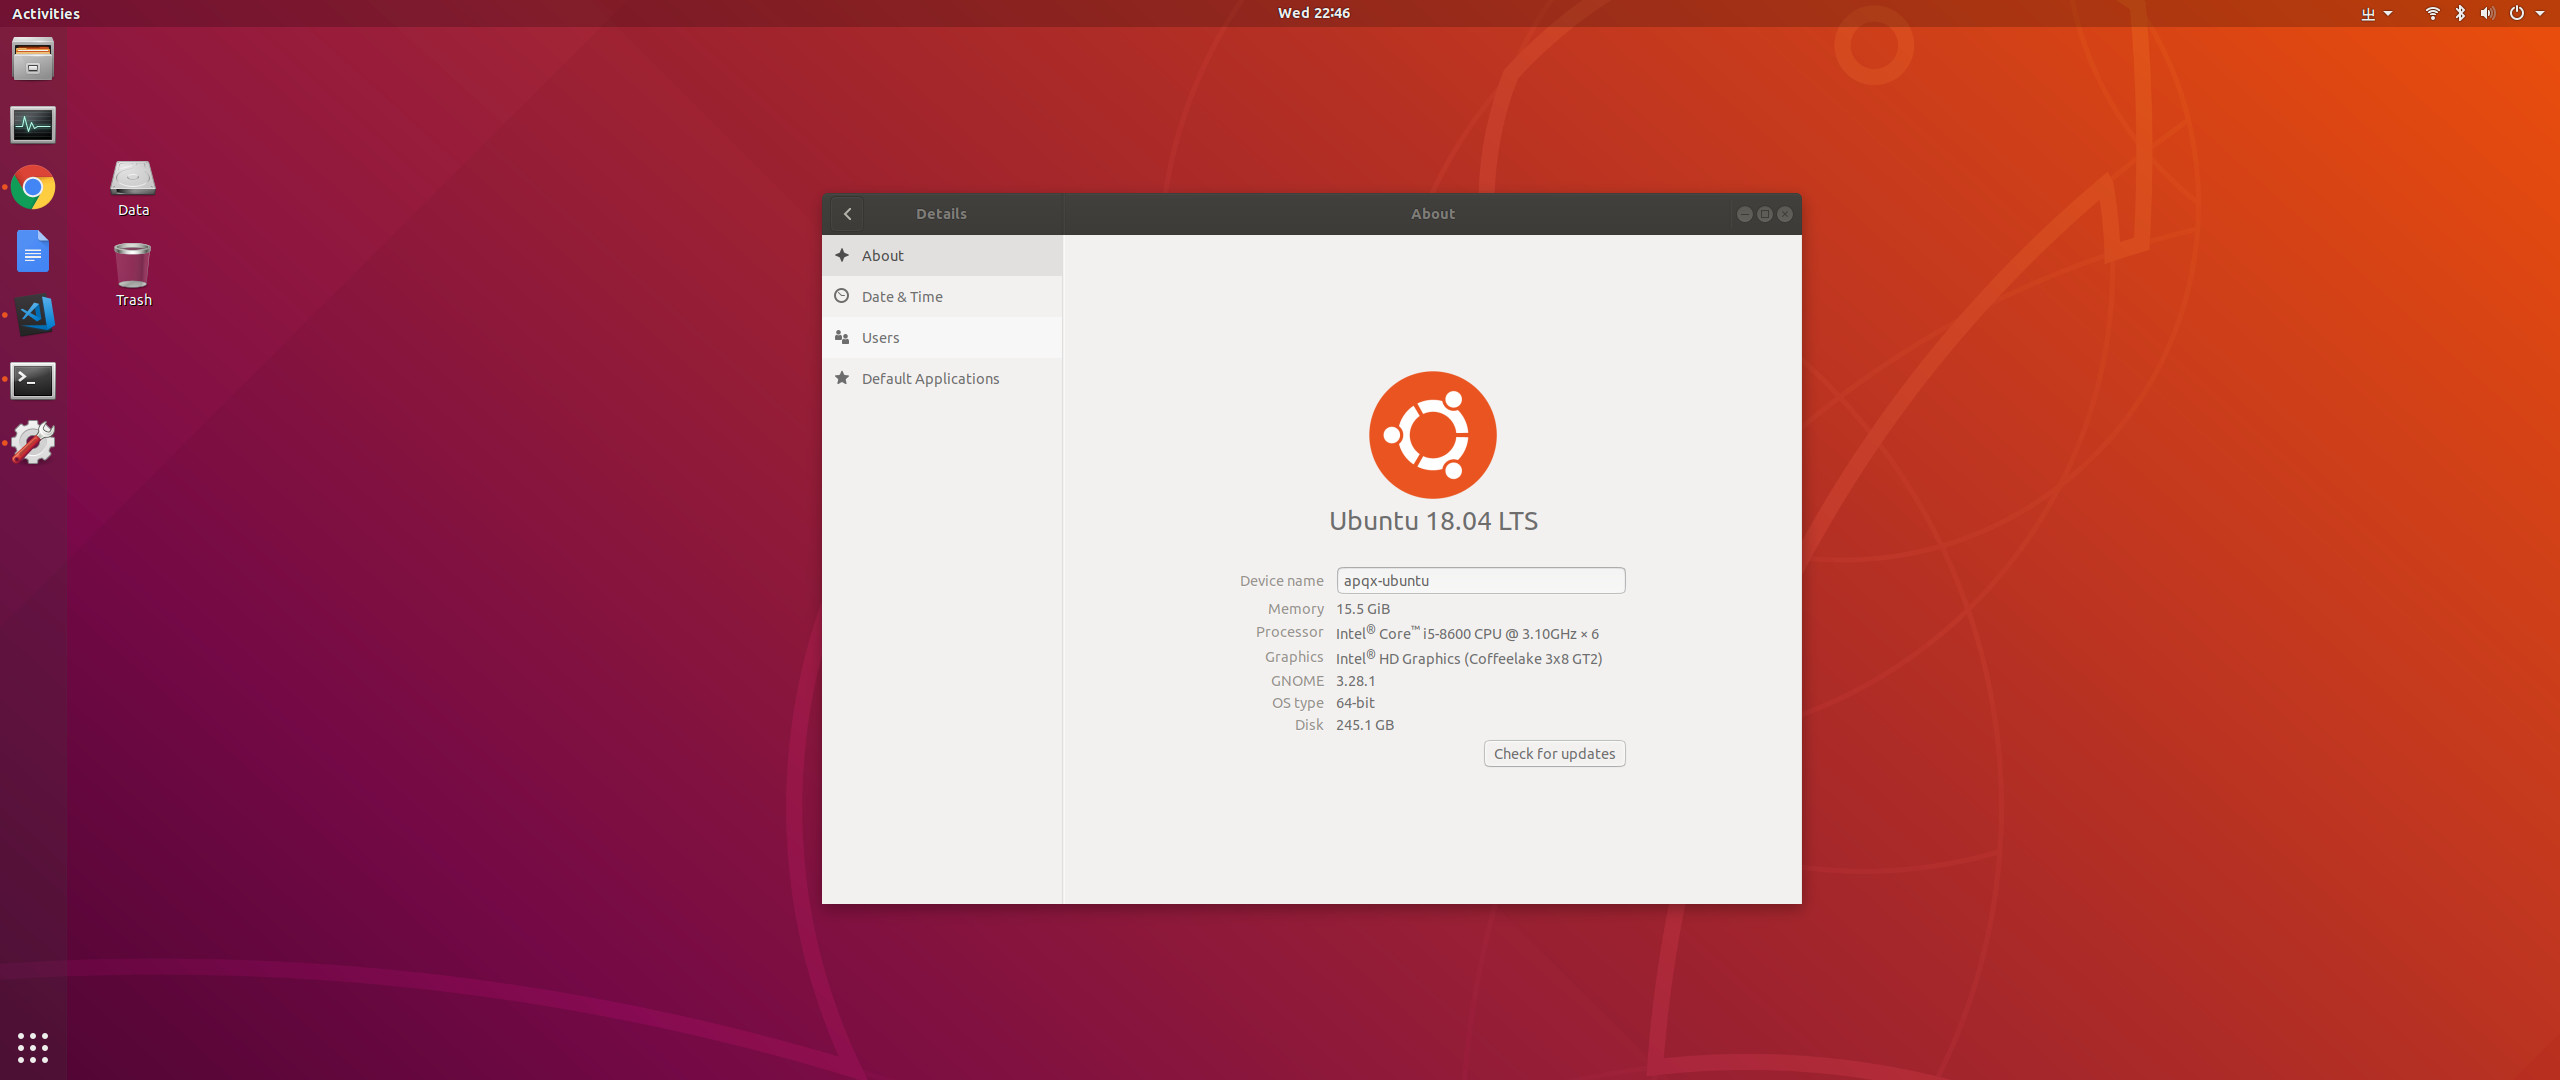 Activities
Wed 22:46
㞢
Data
Trash
Details
About
About
Date & Time
Users
Default Applications
Ubuntu 18.04 LTS
Device name apqx-ubuntu
Memory 15.5 GiB
Processor Intel® Core™ i5-8600 CPU @ 3.10GHz × 6
Graphics Intel® HD Graphics (Coffeelake 3x8 GT2)
GNOME 3.28.1
OS type 64-bit
Disk 245.1 GB
Check for updates